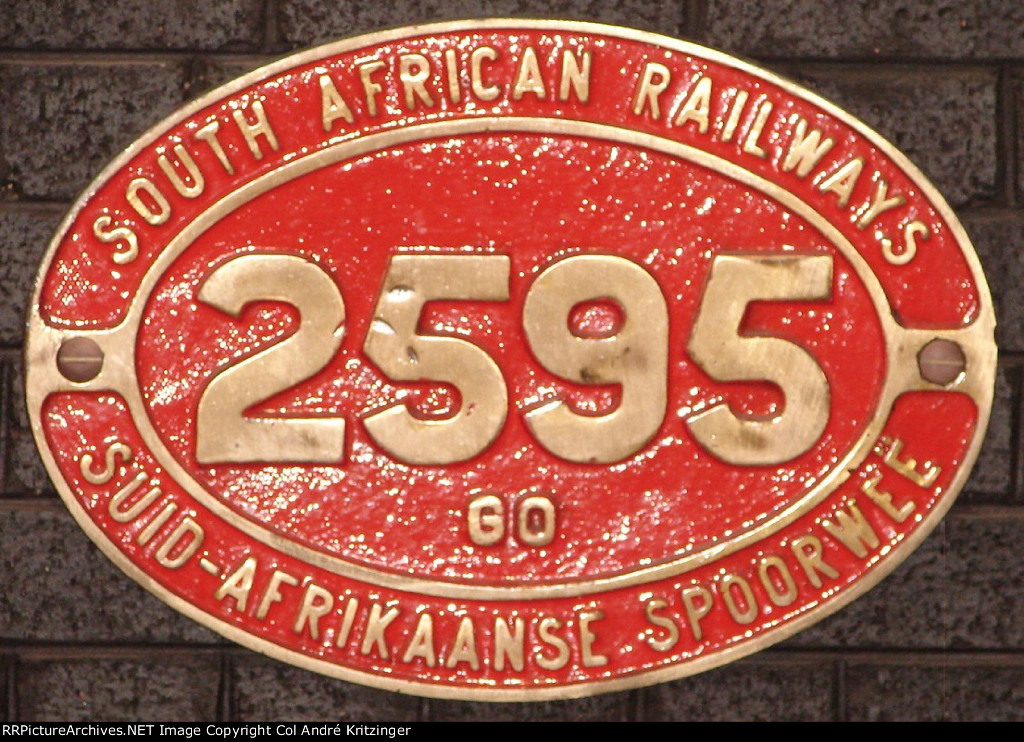 SOUTH AFRICAN RAILWAYS
2595
GO
SUID-AFRIKAANSE SPOORWEË
RRPictureArchives.NET Image Copyright Col André Kritzinger